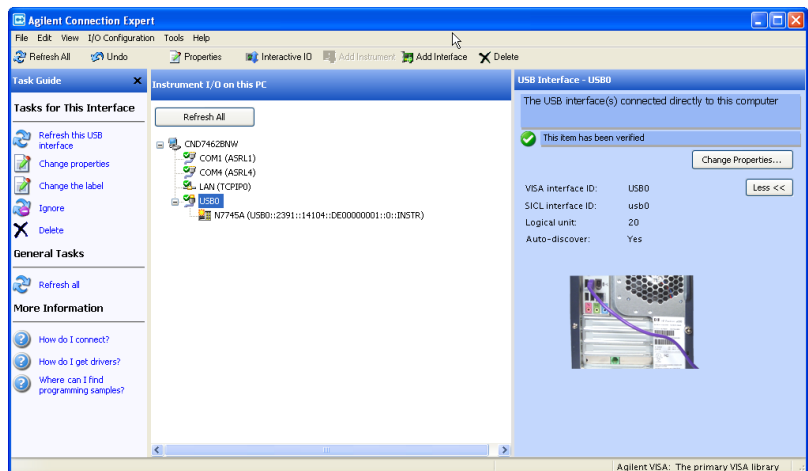 Agilent Connection Expert
File Edit View I/O Configuration Tools Help
Refresh All Undo Properties Interactive IO Add Instrument Add Interface Delete
Task Guide
Tasks for This Interface
Refresh this USB
interface
Change properties
Change the label
Ignore
Delete
General Tasks
Refresh all
More Information
How do I connect?
How do I get drivers?
Where can I find
programming samples?
Instrument I/O on this PC
Refresh All
CND7462BNW
COM1 (ASRL1)
COM4 (ASRL4)
LAN (TCPIP0)
USB0
N7745A (USB0::2391::14104::DE00000001::0::INSTR)
USB Interface - USB0
The USB interface(s) connected directly to this computer
This item has been verified
Change Properties...
VISA interface ID: USB0
Less <<
SICL interface ID: usb0
Logical unit: 20
Auto-discover: Yes
Agilent VISA: The primary VISA library